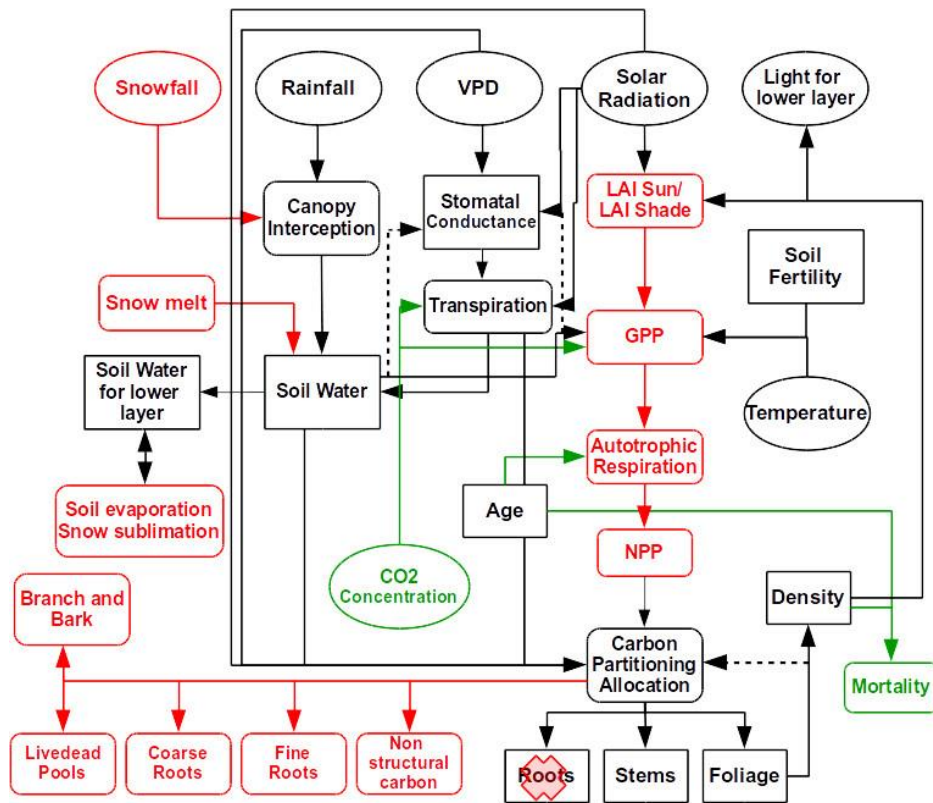 Snowfall
Rainfall
VPD
Solar
Radiation
Light for
lower layer
Canopy
Interception
Stomatal
Conductance
LAI Sun/
LAI Shade
Soil
Fertility
Snow melt
Transpiration
GPP
Soil Water
for lower
layer
Soil Water
Temperature
Autotrophic
Respiration
Soil evaporation
Snow sublimation
Age
NPP
CO2
Concentration
Branch and
Bark
Density
Carbon
Partitioning
Allocation
Mortality
Livedead
Pools
Coarse
Roots
Fine
Roots
Non
structural
carbon
Roots
Stems
Foliage